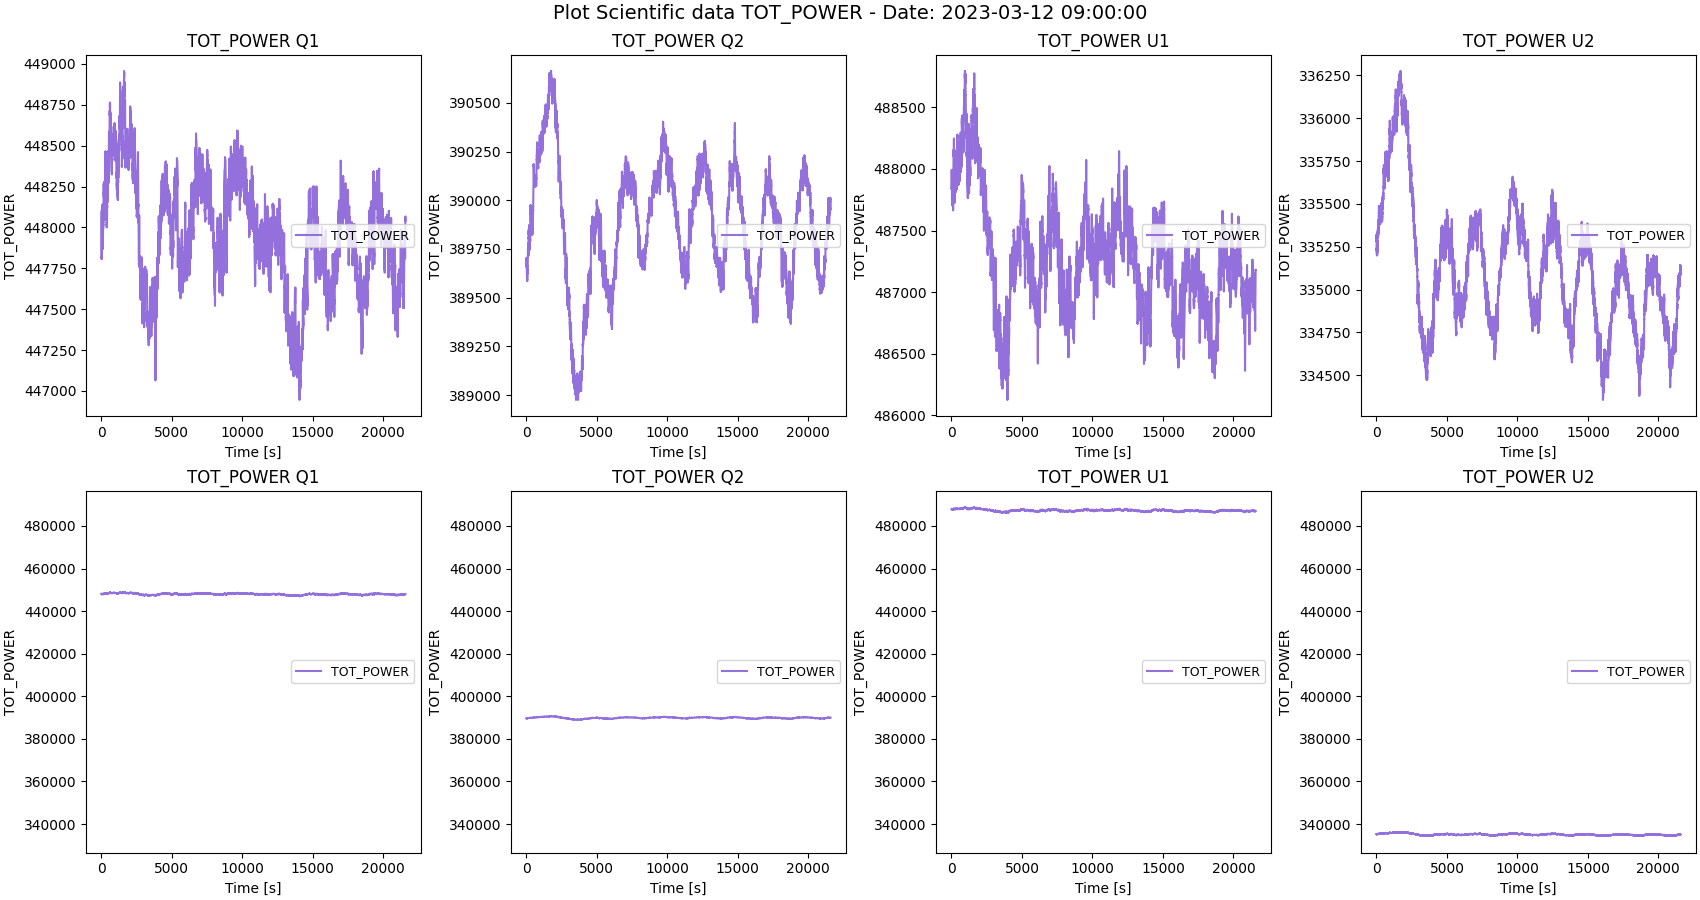 Plot Scientific data TOT_POWER - Date: 2023-03-12 09:00:00
TOT_POWER Q1
TOT_POWER
449000
448750
448500
448250
448000
447750
447500
447250
447000
TOT_POWER
0 5000 10000 15000 20000
Time [s]
TOT_POWER Q2
TOT_POWER
390500
390250
390000
389750
389500
389250
389000
TOT_POWER
0 5000 10000 15000 20000
Time [s]
TOT_POWER U1
TOT_POWER
488500
488000
487500
487000
486500
486000
TOT_POWER
0 5000 10000 15000 20000
Time [s]
TOT_POWER U2
TOT_POWER
336250
336000
335750
335500
335250
335000
334750
334500
TOT_POWER
0 5000 10000 15000 20000
Time [s]
TOT_POWER Q1
TOT_POWER
480000
460000
440000
420000
400000
380000
360000
340000
TOT_POWER
0 5000 10000 15000 20000
Time [s]
TOT_POWER Q2
TOT_POWER
480000
460000
440000
420000
400000
380000
360000
340000
TOT_POWER
0 5000 10000 15000 20000
Time [s]
TOT_POWER U1
TOT_POWER
480000
460000
440000
420000
400000
380000
360000
340000
TOT_POWER
0 5000 10000 15000 20000
Time [s]
TOT_POWER U2
TOT_POWER
480000
460000
440000
420000
400000
380000
360000
340000
TOT_POWER
0 5000 10000 15000 20000
Time [s]